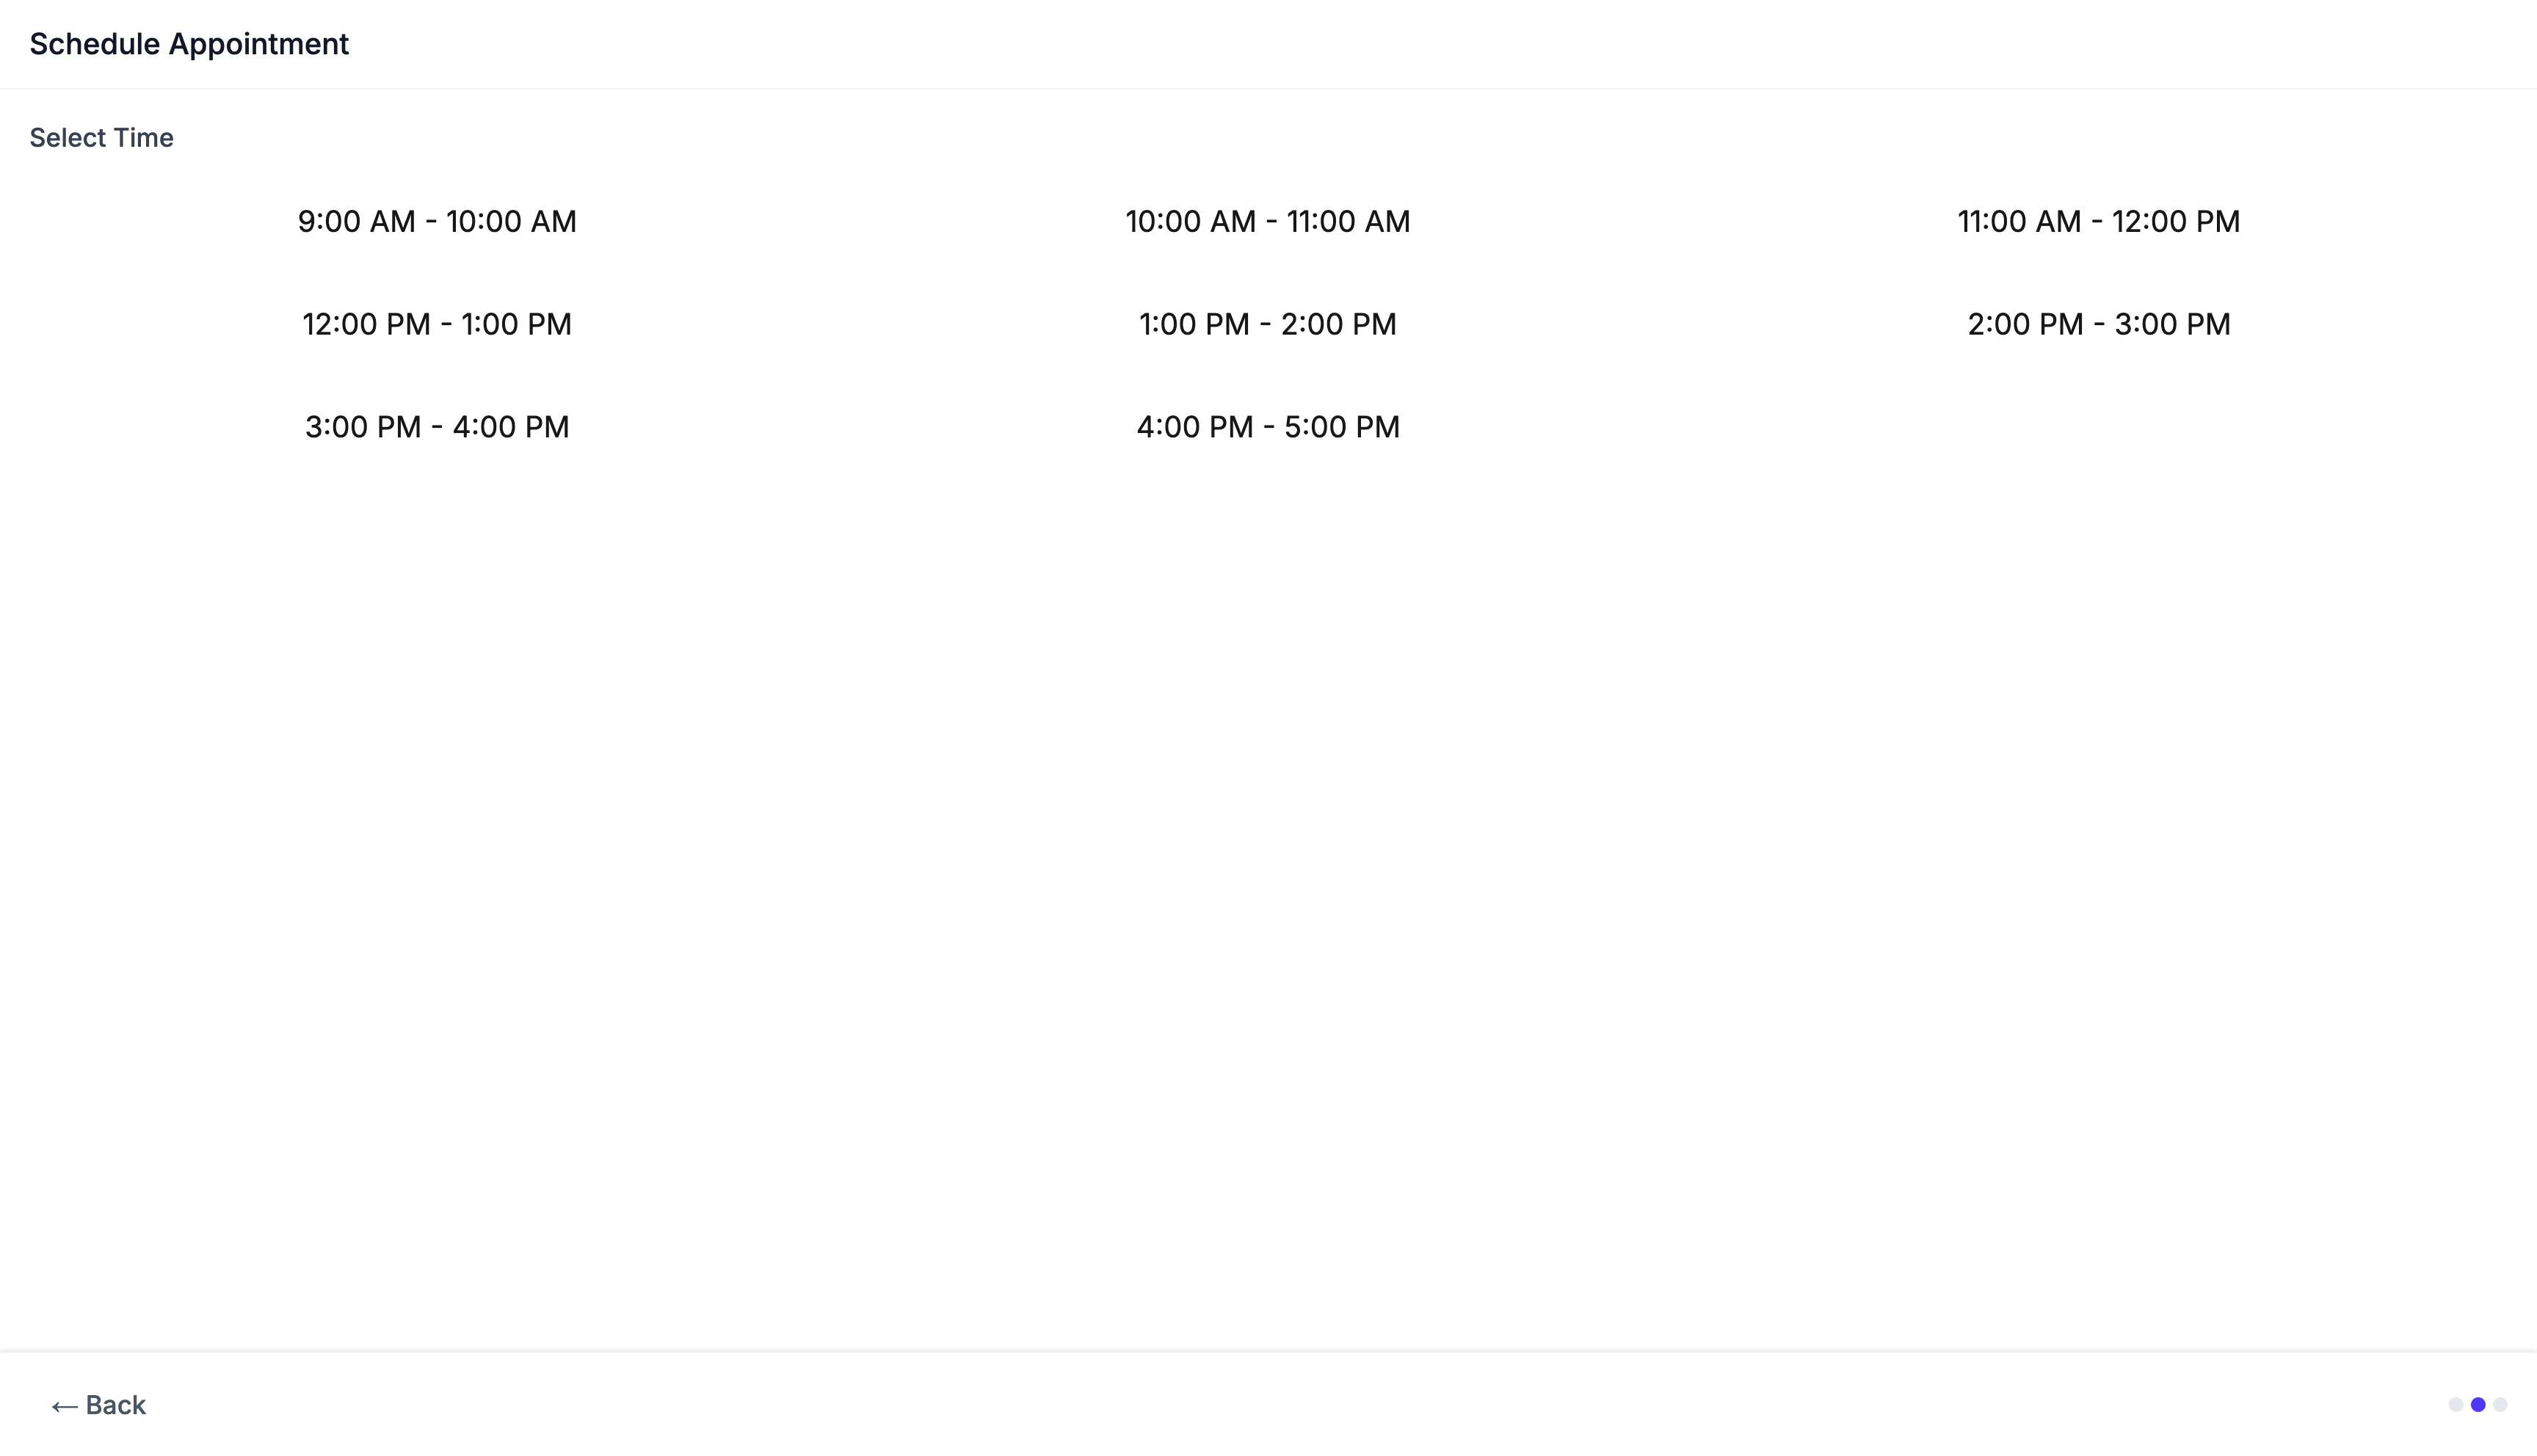 Schedule Appointment
Select Time
9:00 AM - 10:00 AM
10:00 AM - 11:00 AM
11:00 AM - 12:00 PM
12:00 PM - 1:00 PM
1:00 PM - 2:00 PM
2:00 PM - 3:00 PM
3:00 PM - 4:00 PM
4:00 PM - 5:00 PM
← Back